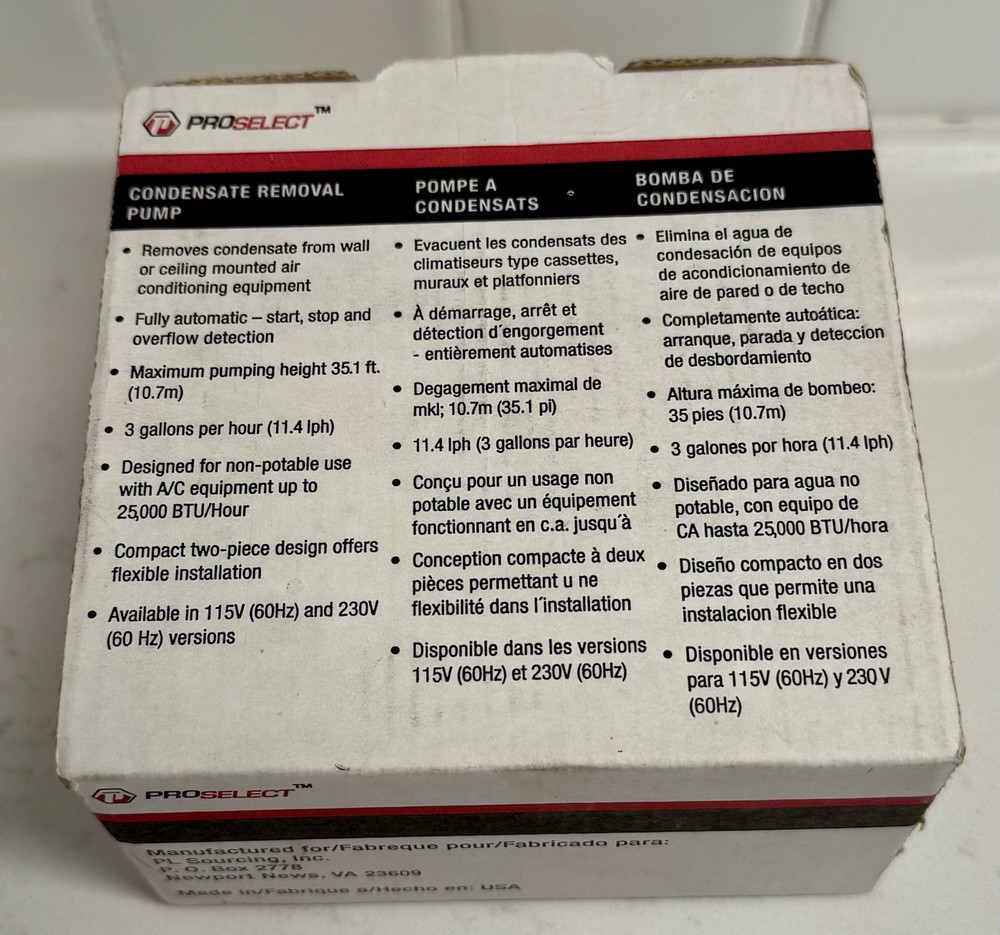 PROSELECT™
CONDENSATE REMOVAL
PUMP
• Removes condensate from wall
or ceiling mounted air
conditioning equipment
• Fully automatic – start, stop and
overflow detection
• Maximum pumping height 35.1 ft.
(10.7m)
• 3 gallons per hour (11.4 lph)
• Designed for non-potable use
with A/C equipment up to
25,000 BTU/Hour
• Compact two-piece design offers
flexible installation
• Available in 115V (60Hz) and 230V
(60 Hz) versions
POMPE A
CONDENSATS
• Evacuent les condensats des
climatiseurs type cassettes,
muraux et platfonniers
• À démarrage, arrêt et
détection d´engorgement
- entièrement automatises
• Degagement maximal de
mkl; 10.7m (35.1 pi)
• 11.4 lph (3 gallons par heure)
• Conçu pour un usage non
potable avec un équipement
fonctionnant en c.a. jusqu´à
• Conception compacte à deux
pièces permettant u ne
flexibilité dans l´installation
• Disponible dans les versions
115V (60Hz) et 230V (60Hz)
BOMBA DE
CONDENSACION
• Elimina el agua de
condesación de equipos
de acondicionamiento de
aire de pared o de techo
• Completamente autoática:
arranque, parada y deteccion
de desbordamiento
• Altura máxima de bombeo:
35 pies (10.7m)
• 3 galones por hora (11.4 lph)
• Diseñado para agua no
potable, con equipo de
CA hasta 25,000 BTU/hora
• Diseño compacto en dos
piezas que permite una
instalacion flexible
• Disponible en versiones
para 115V (60Hz) y 230 V
(60Hz)
PROSELECT™
Manufactured for/Fabreque pour/Fabricado para:
PL Sourcing, Inc.
P. O. Box 2778
Newport News, VA 23609
Made in/Fabrique a/Hecho en: USA